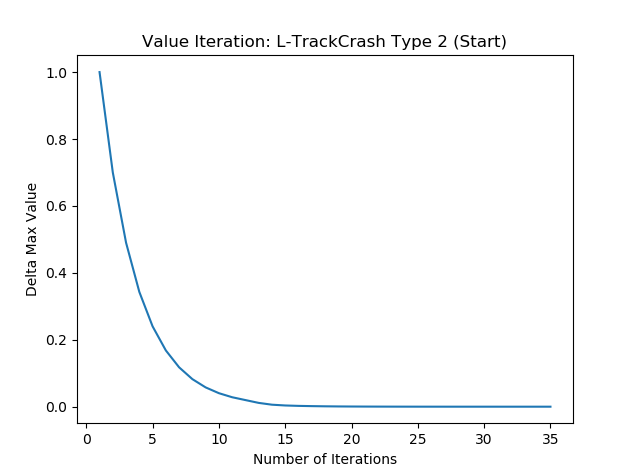 Value Iteration: L-TrackCrash Type 2 (Start)
1.0
0.8
0.6
0.4
0.2
0.0
Delta Max Value
0 5 10 15 20 25 30 35
Number of Iterations